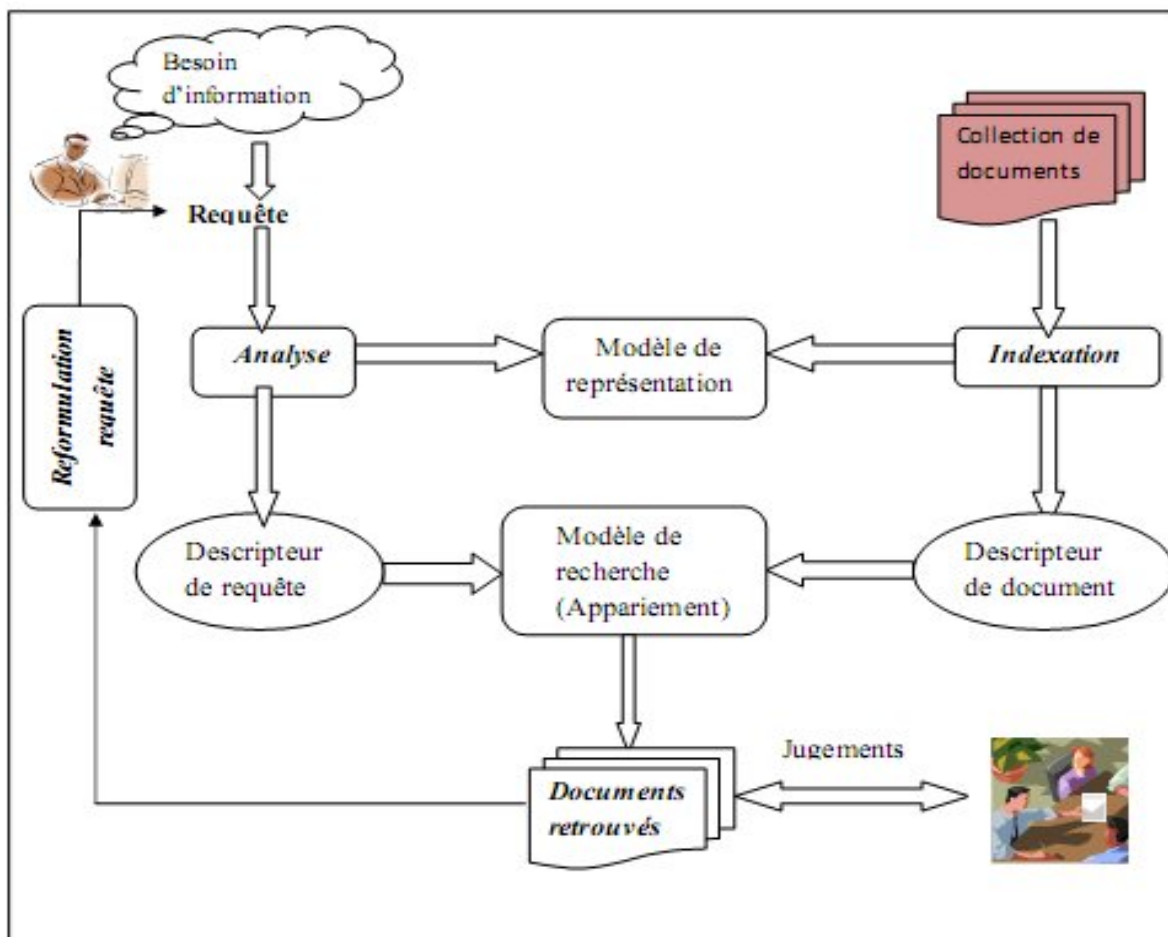 Besoin
d'information
Collection de
documents
Requête
Analyse
Modèle de
représentation
Indexation
Reformulation
requête
Descripteur
de requête
Modèle de
recherche
(Appariement)
Descripteur
de document
Jugements
Documents
retrouvés